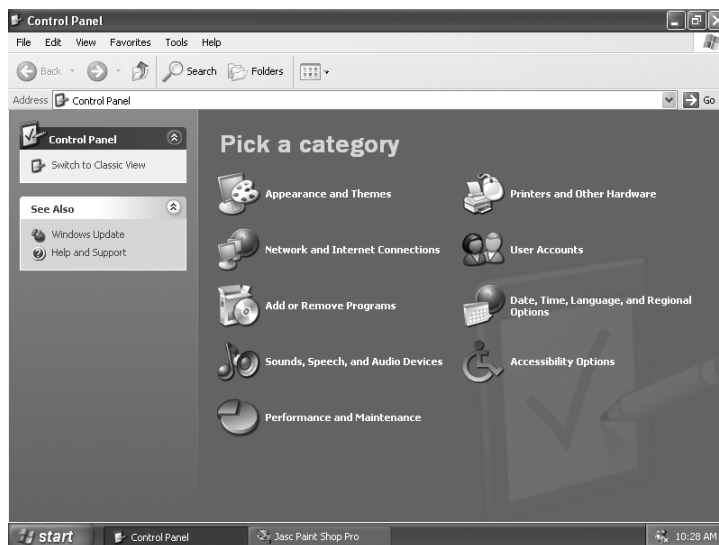 Control Panel
File Edit View Favorites Tools Help
Back Search Folders
Address Control Panel Go
Control Panel
Switch to Classic View
See Also
Windows Update
Help and Support
Pick a category
Appearance and Themes
Printers and Other Hardware
Network and Internet Connections
User Accounts
Add or Remove Programs
Date, Time, Language, and Regional
Options
Sounds, Speech, and Audio Devices
Accessibility Options
Performance and Maintenance
start Control Panel Jasc Paint Shop Pro 10:28 AM